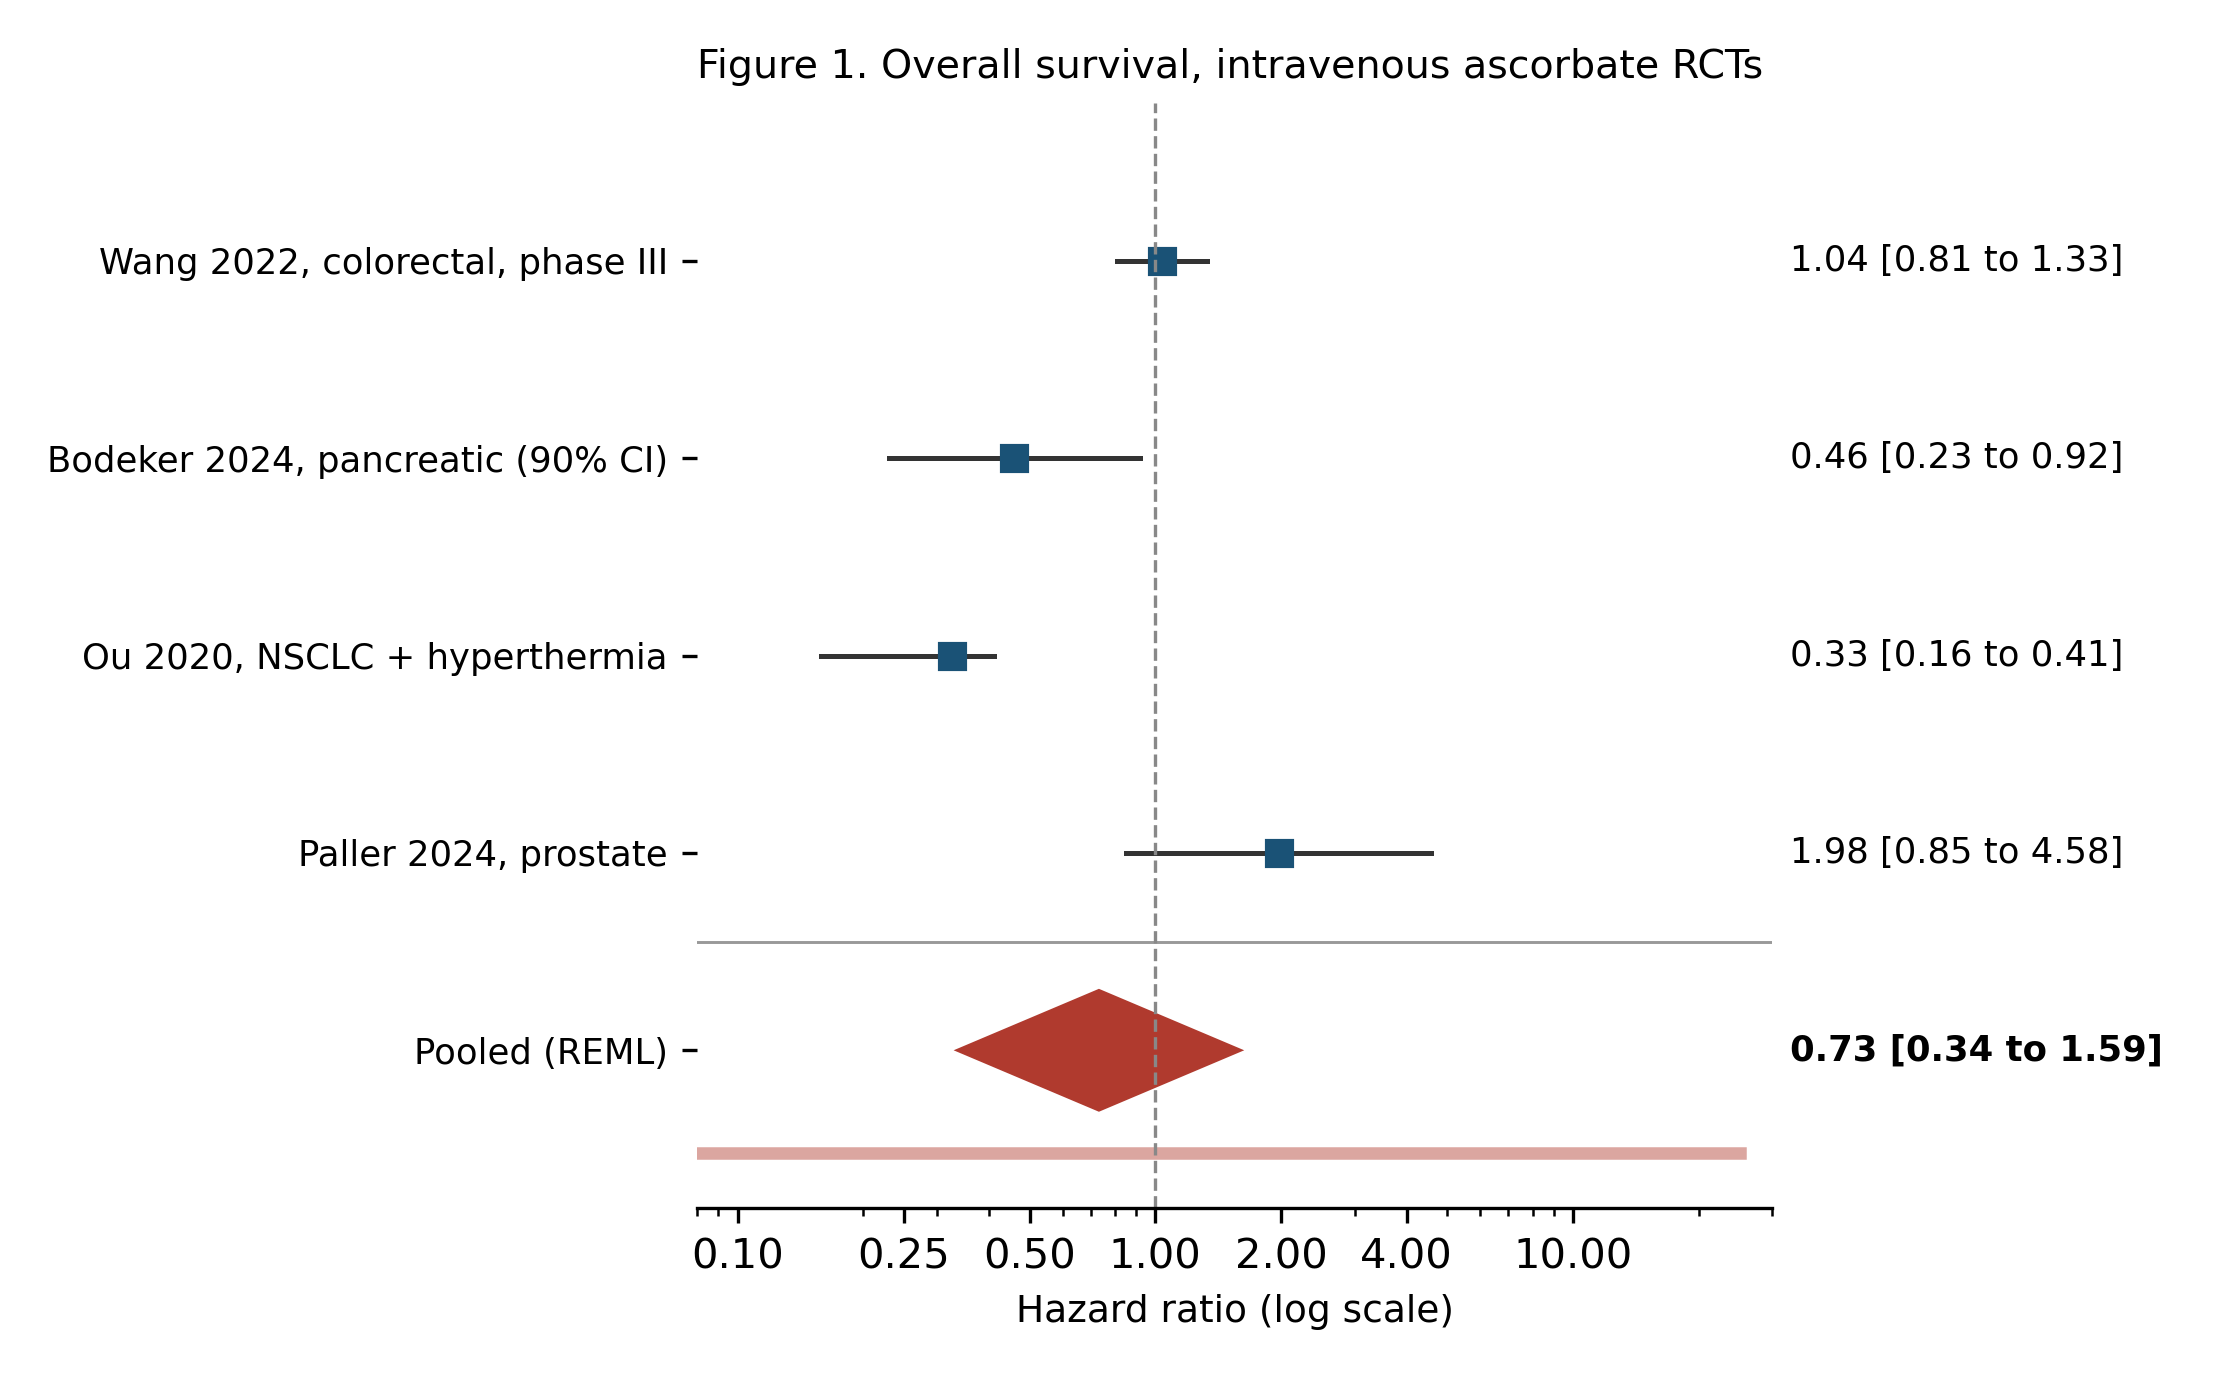 Figure 1. Overall survival, intravenous ascorbate RCTs
Wang 2022, colorectal, phase III 1.04 [0.81 to 1.33]
Bodeker 2024, pancreatic (90% CI) 0.46 [0.23 to 0.92]
Ou 2020, NSCLC + hyperthermia 0.33 [0.16 to 0.41]
Paller 2024, prostate 1.98 [0.85 to 4.58]
Pooled (REML) 0.73 [0.34 to 1.59]
0.10 0.25 0.50 1.00 2.00 4.00 10.00
Hazard ratio (log scale)